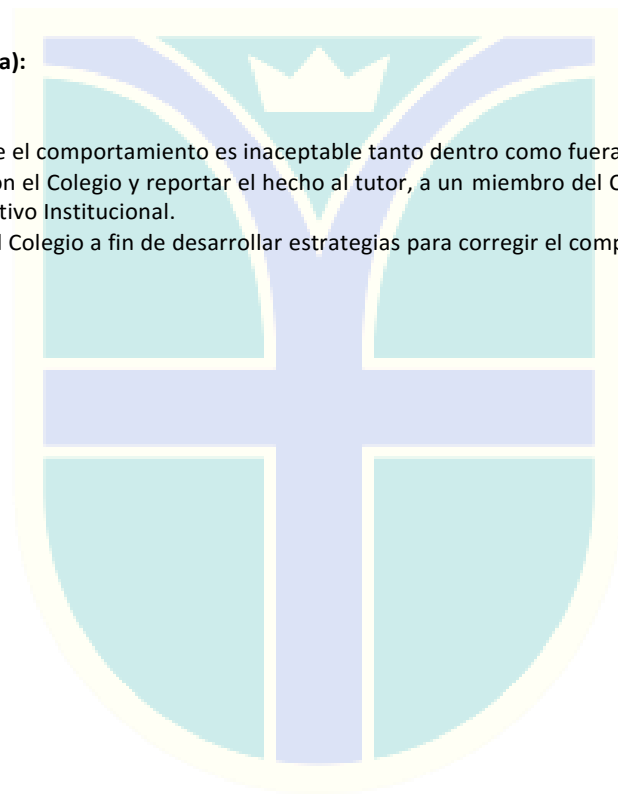 a):
e el comportamiento es inaceptable tanto dentro como fuera
on el Colegio y reportar el hecho al tutor, a un miembro del C
tivo Institucional.
l Colegio a fin de desarrollar estrategias para corregir el comp